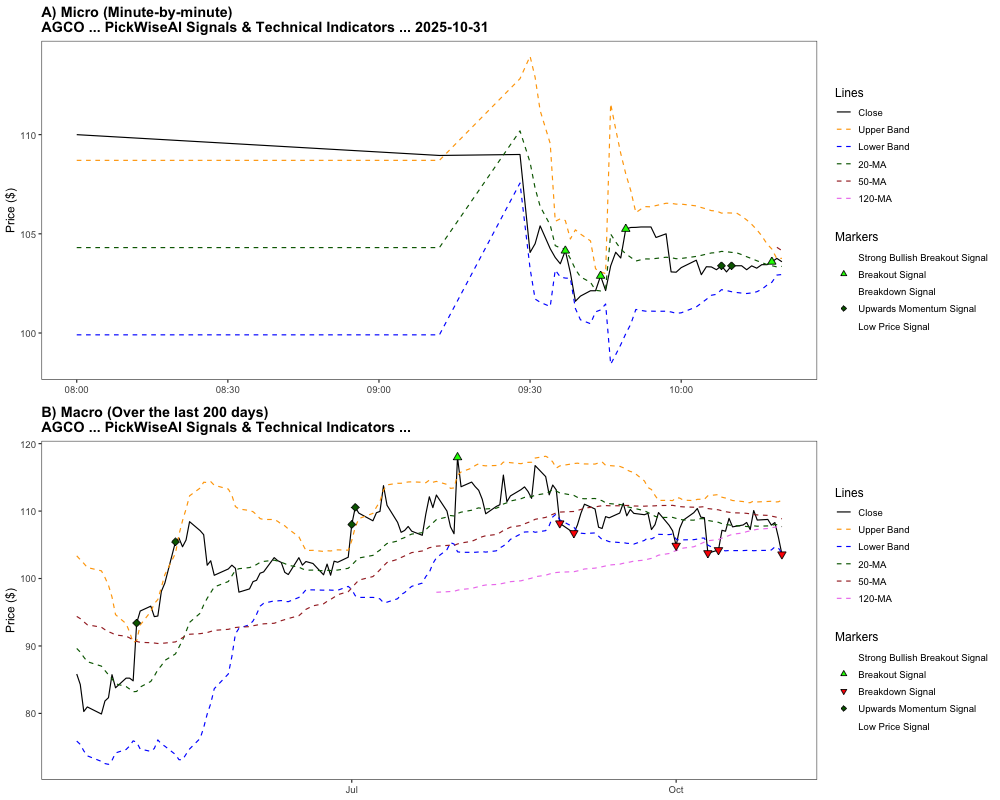 A) Micro (Minute-by-minute)
AGCO ... PickWiseAI Signals & Technical Indicators ... 2025-10-31
Price ($)
110
105
100
08:00
08:30
09:00
09:30
10:00
Lines
Close
Upper Band
Lower Band
20-MA
50-MA
120-MA
Markers
Strong Bullish Breakout Signal
Breakout Signal
Breakdown Signal
Upwards Momentum Signal
Low Price Signal
B) Macro (Over the last 200 days)
AGCO ... PickWiseAI Signals & Technical Indicators ...
Price ($)
120
110
100
90
80
Jul
Oct
Lines
Close
Upper Band
Lower Band
20-MA
50-MA
120-MA
Markers
Strong Bullish Breakout Signal
Breakout Signal
Breakdown Signal
Upwards Momentum Signal
Low Price Signal